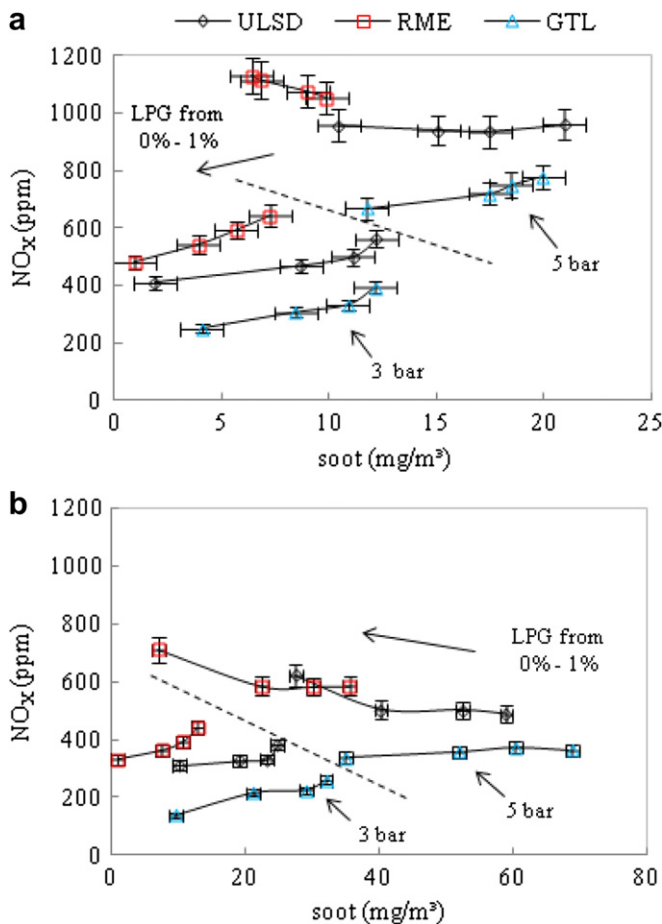 a
ULSD RME GTL
1200
1000
800
600
400
200
0
NOx (ppm)
LPG from
0% - 1%
5 bar
3 bar
0 5 10 15 20 25
soot (mg/m³)
b
1200
1000
800
600
400
200
0
NOx (ppm)
LPG from
0% - 1%
5 bar
3 bar
0 20 40 60 80
soot (mg/m³)